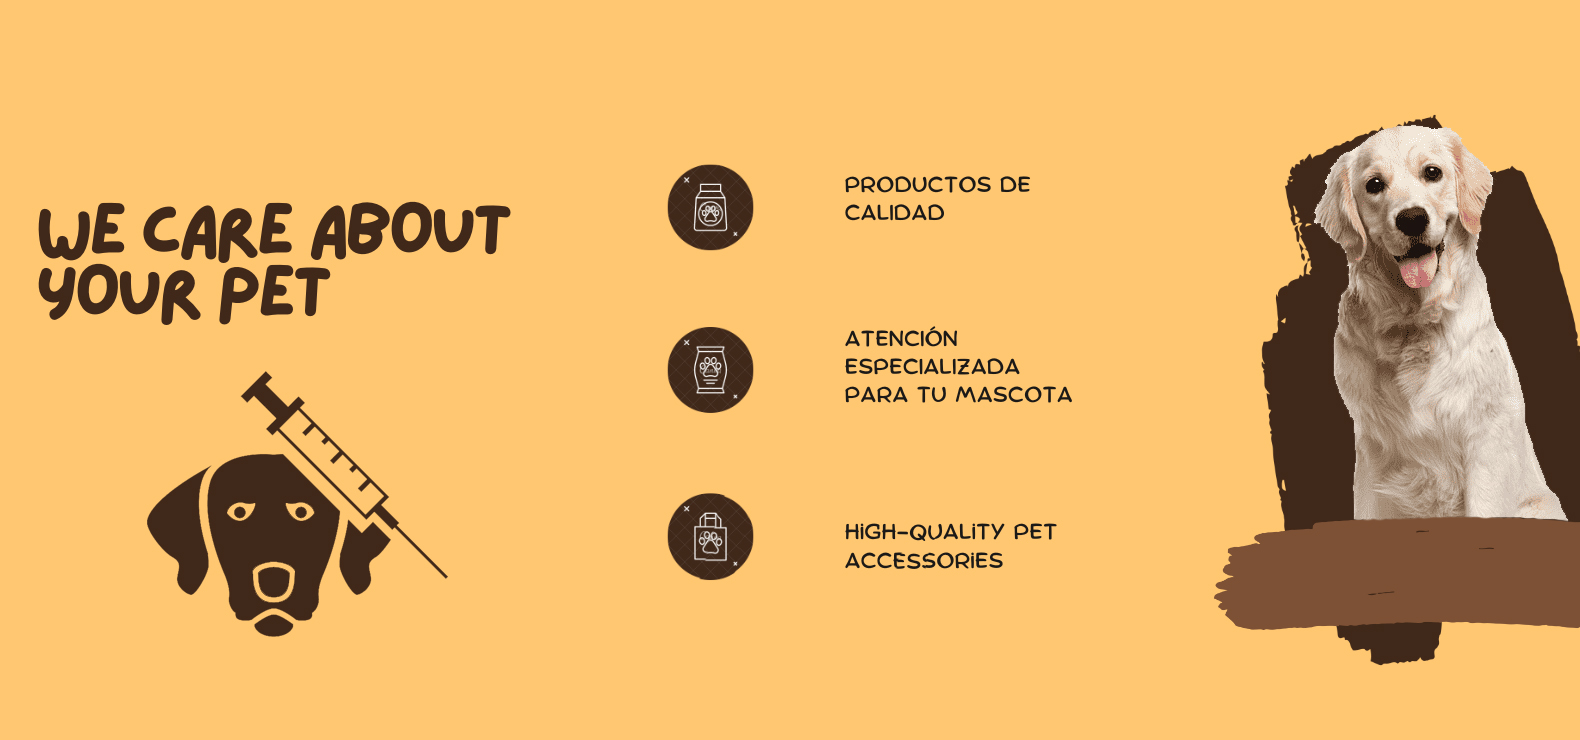 WE CARE ABOUT
YOUR PET
PRODUCTOS DE
CALIDAD
ATENCIÓN
ESPECIALIZADA
PARA TU MASCOTA
HIGH-QUALITY PET
ACCESSORIES